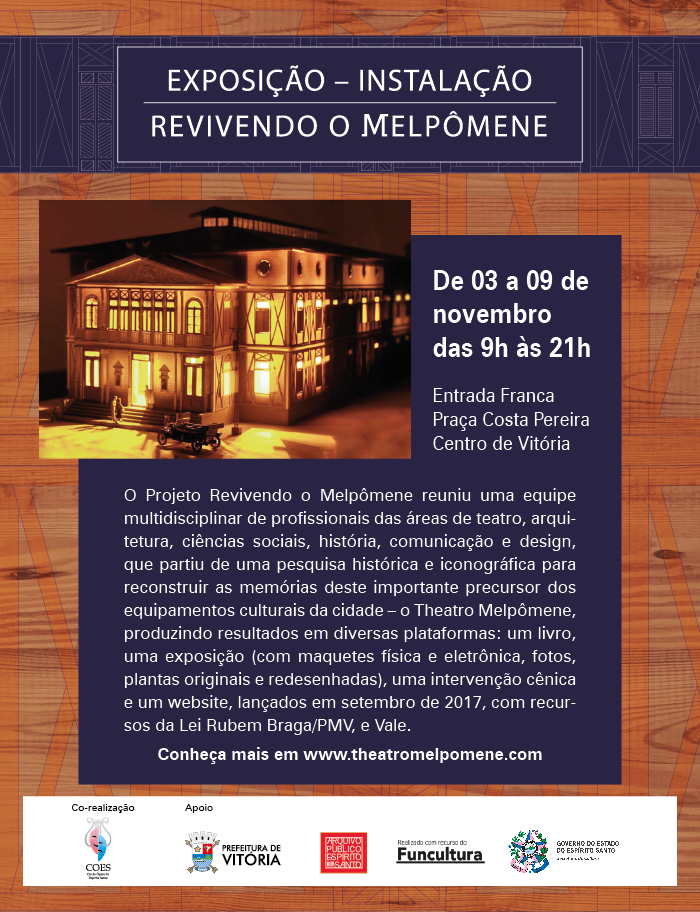 EXPOSIÇÃO – INSTALAÇÃO
REVIVENDO O MELPÔMENE
De 03 a 09 de
novembro
das 9h às 21h
Entrada Franca
Praça Costa Pereira
Centro de Vitória
O Projeto Revivendo o Melpômene reuniu uma equipe
multidisciplinar de profissionais das áreas de teatro, arqui-
tetura, ciências sociais, história, comunicação e design,
que partiu de uma pesquisa histórica e iconográfica para
reconstruir as memórias deste importante precursor dos
equipamentos culturais da cidade – o Theatro Melpômene,
produzindo resultados em diversas plataformas: um livro,
uma exposição (com maquetes física e eletrônica, fotos,
plantas originais e redesenhadas), uma intervenção cênica
e um website, lançados em setembro de 2017, com recur-
sos da Lei Rubem Braga/PMV, e Vale.
Conheça mais em www.theatromelpomene.com
Co-realização
Apoio
COES
PREFEITURA DE
VITÓRIA
ARQUIVO
PÚBLICO
ESPÍRITO
SANTO
Realizado com recurso do
Funcultura
GOVERNO DO ESTADO
DO ESPÍRITO SANTO